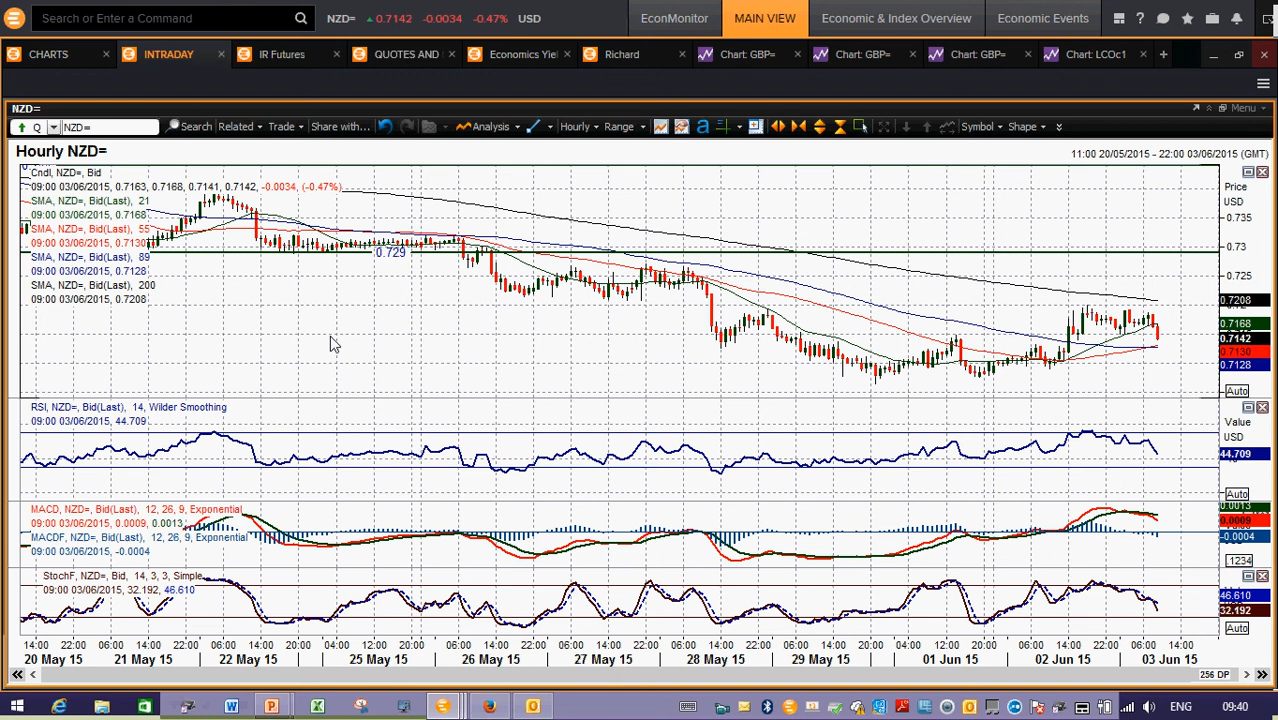 Search or Enter a Command NZD= 0.7142 -0.0034 -0.47% USD EconMonitor MAIN VIEW Economic & Index Overview Economic Events
CHARTS × INTRADAY × IR Futures × QUOTES AND × Economics Yie × Richard × Chart: GBP= × Chart: GBP= × Chart: GBP= × Chart: LCOc1 × +
NZD= Menu
Q NZD= Search Related Trade Share with... Analysis Hourly Range Symbol Shape
Hourly NZD= 11:00 20/05/2015 - 22:00 03/06/2015 (GMT)
Cndl, NZD=, Bid
09:00 03/06/2015, 0.7163, 0.7168, 0.7141, 0.7142, -0.0034, (-0.47%)
SMA, NZD=, Bid(Last), 21
09:00 03/06/2015, 0.7168
SMA, NZD=, Bid(Last), 55
09:00 03/06/2015, 0.7130
SMA, NZD=, Bid(Last), 89
09:00 03/06/2015, 0.7128
SMA, NZD=, Bid(Last), 200
09:00 03/06/2015, 0.7208
0.729
Price
USD
0.735
0.73
0.725
0.7208
0.7168
0.7142
0.7130
0.7128
Auto
RSI, NZD=, Bid(Last), 14, Wilder Smoothing
09:00 03/06/2015, 44.709
Value
USD
44.709
Auto
MACD, NZD=, Bid(Last), 12, 26, 9, Exponential
09:00 03/06/2015, 0.0009, 0.0013
MACDF, NZD=, Bid(Last), 12, 26, 9, Exponential
09:00 03/06/2015, -0.0004
0.0013
0.0009
-0.0004
1234
StochF, NZD=, Bid, 14, 3, 3, Simple
09:00 03/06/2015, 32.192, 46.610
46.610
32.192
Auto
14:00 22:00 06:00 14:00 22:00 06:00 14:00 20:00 04:00 12:00 20:00 06:00 14:00 22:00 06:00 14:00 22:00 06:00 14:00 22:00 04:00 12:00 20:00 04:00 12:00 20:00 06:00 14:00 22:00 06:00 14:00
20 May 15 21 May 15 22 May 15 25 May 15 26 May 15 27 May 15 28 May 15 29 May 15 01 Jun 15 02 Jun 15 03 Jun 15
256 DP
ENG 09:40